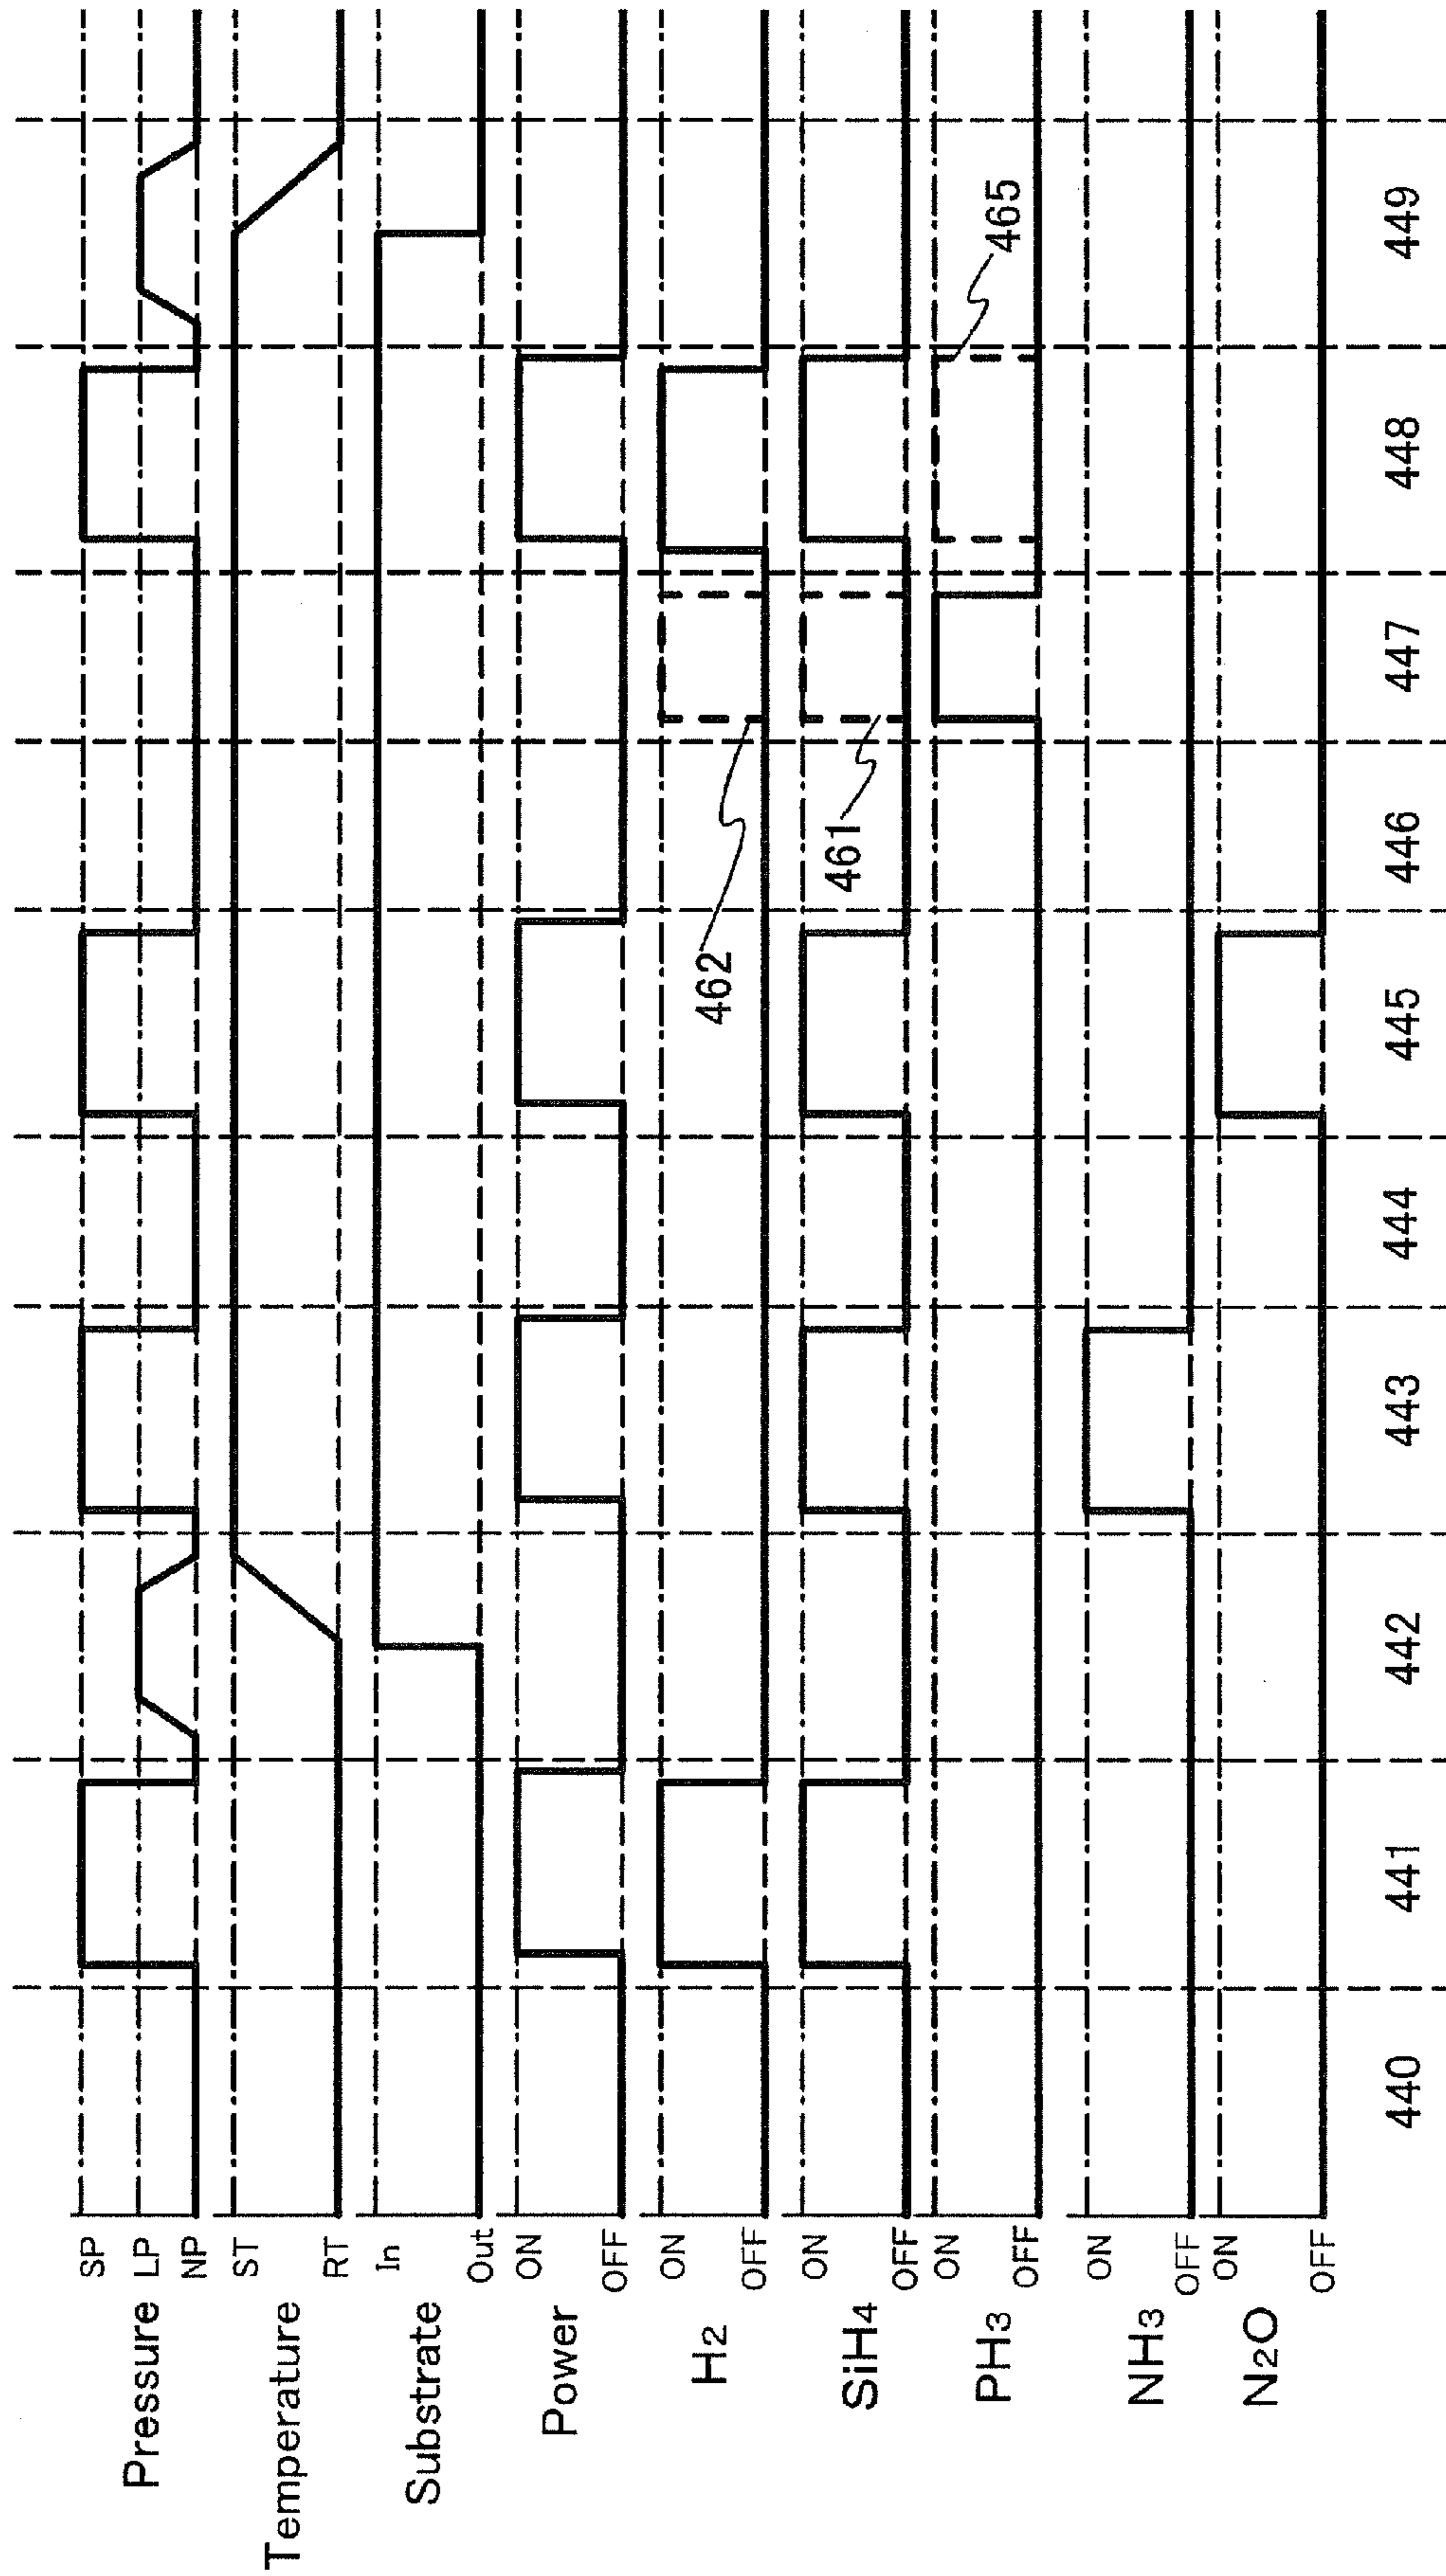 Pressure
SP
LP
NP
Temperature
ST
RT
Substrate
In
Out
Power
ON
OFF
H2
ON
OFF
SiH4
ON
OFF
PH3
ON
OFF
NH3
ON
OFF
N2O
ON
OFF
462
461
465
440 441 442 443 444 445 446 447 448 449